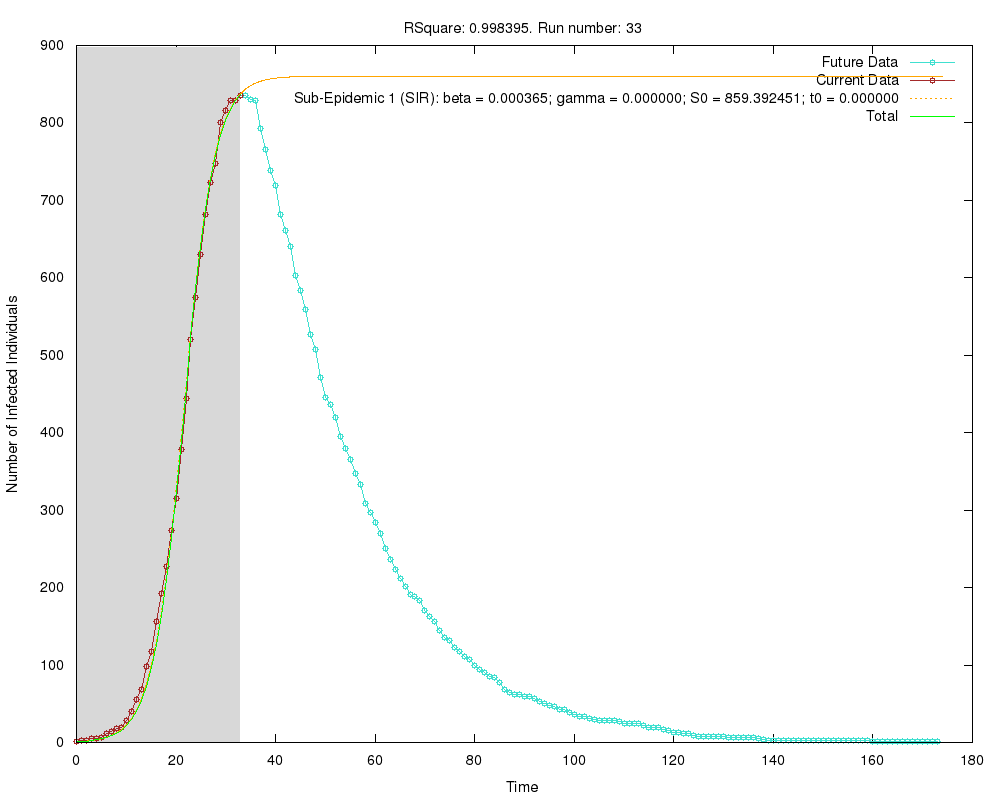 RSquare: 0.998395. Run number: 33
900
800
700
600
500
400
300
200
100
0
Number of Infected Individuals
Future Data
Current Data
Sub-Epidemic 1 (SIR): beta = 0.000365; gamma = 0.000000; S0 = 859.392451; t0 = 0.000000
Total
0 20 40 60 80 100 120 140 160 180
Time